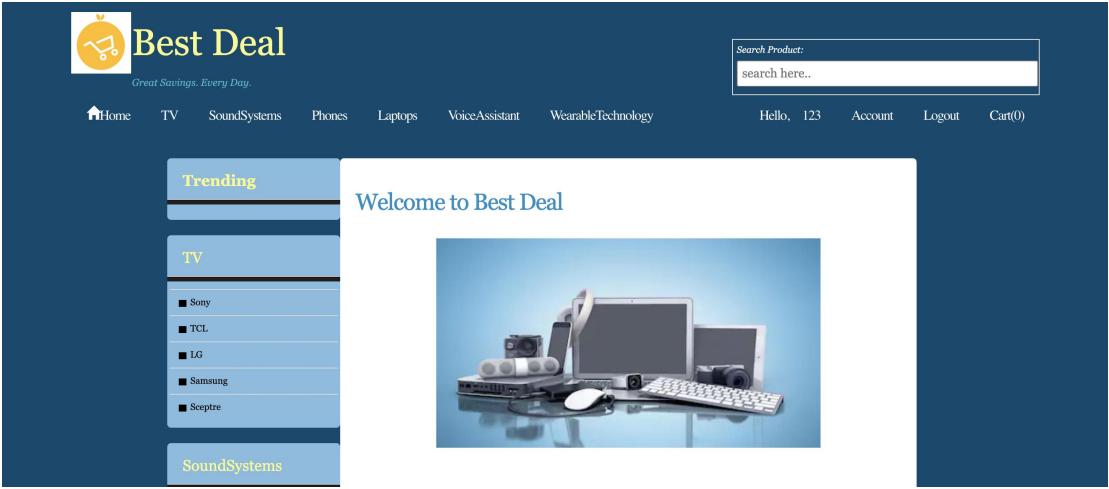 Best Deal
Great Savings. Every Day.
Search Product:
search here..
Home TV SoundSystems Phones Laptops VoiceAssistant WearableTechnology Hello, 123 Account Logout Cart(0)
Trending
TV
Sony
TCL
LG
Samsung
Sceptre
SoundSystems
Welcome to Best Deal